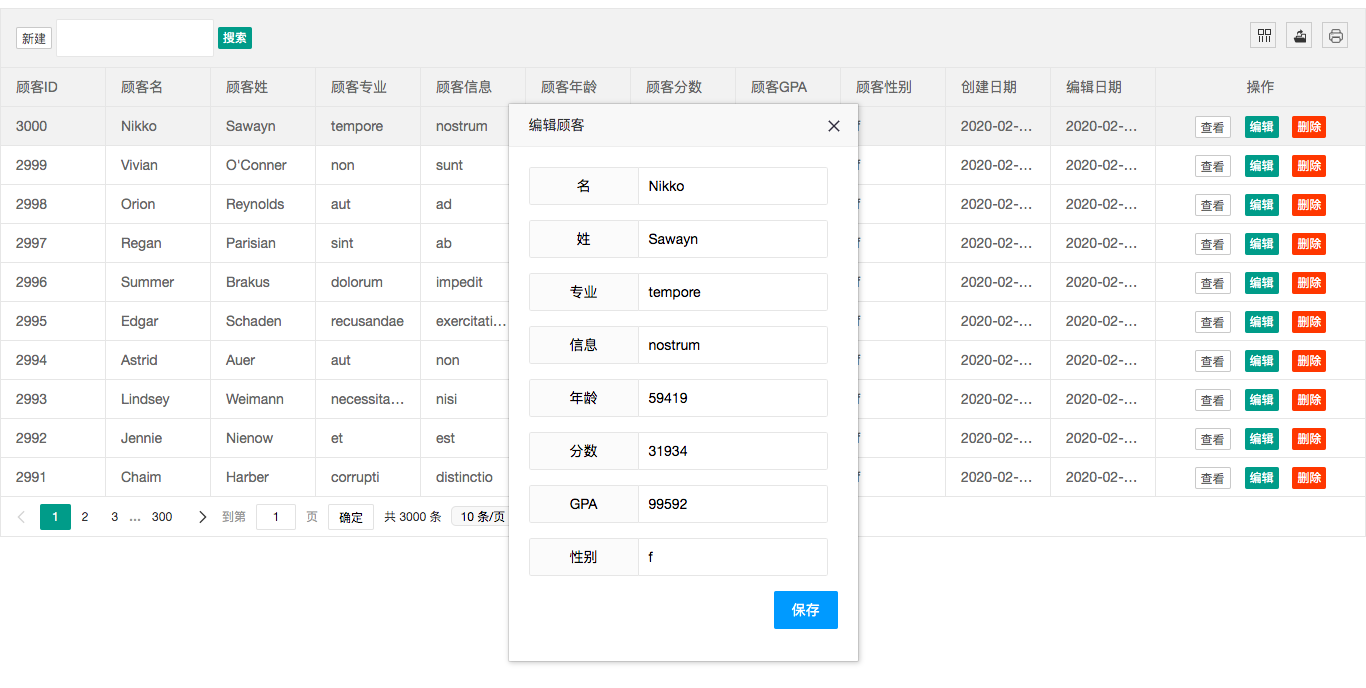 新建 搜索
顾客ID 顾客名 顾客姓 顾客专业 顾客信息 顾客年龄 顾客分数 顾客GPA 顾客性别 创建日期 编辑日期 操作
3000 Nikko Sawayn tempore nostrum f 2020-02-... 2020-02-... 查看 编辑 删除
2999 Vivian O'Conner non sunt f 2020-02-... 2020-02-... 查看 编辑 删除
2998 Orion Reynolds aut ad f 2020-02-... 2020-02-... 查看 编辑 删除
2997 Regan Parisian sint ab f 2020-02-... 2020-02-... 查看 编辑 删除
2996 Summer Brakus dolorum impedit f 2020-02-... 2020-02-... 查看 编辑 删除
2995 Edgar Schaden recusandae exercitati... f 2020-02-... 2020-02-... 查看 编辑 删除
2994 Astrid Auer aut non f 2020-02-... 2020-02-... 查看 编辑 删除
2993 Lindsey Weimann necessita... nisi f 2020-02-... 2020-02-... 查看 编辑 删除
2992 Jennie Nienow et est f 2020-02-... 2020-02-... 查看 编辑 删除
2991 Chaim Harber corrupti distinctio f 2020-02-... 2020-02-... 查看 编辑 删除
1 2 3 ... 300 到第 1 页 确定 共 3000 条 10 条/页
编辑顾客
名 Nikko
姓 Sawayn
专业 tempore
信息 nostrum
年龄 59419
分数 31934
GPA 99592
性别 f
保存